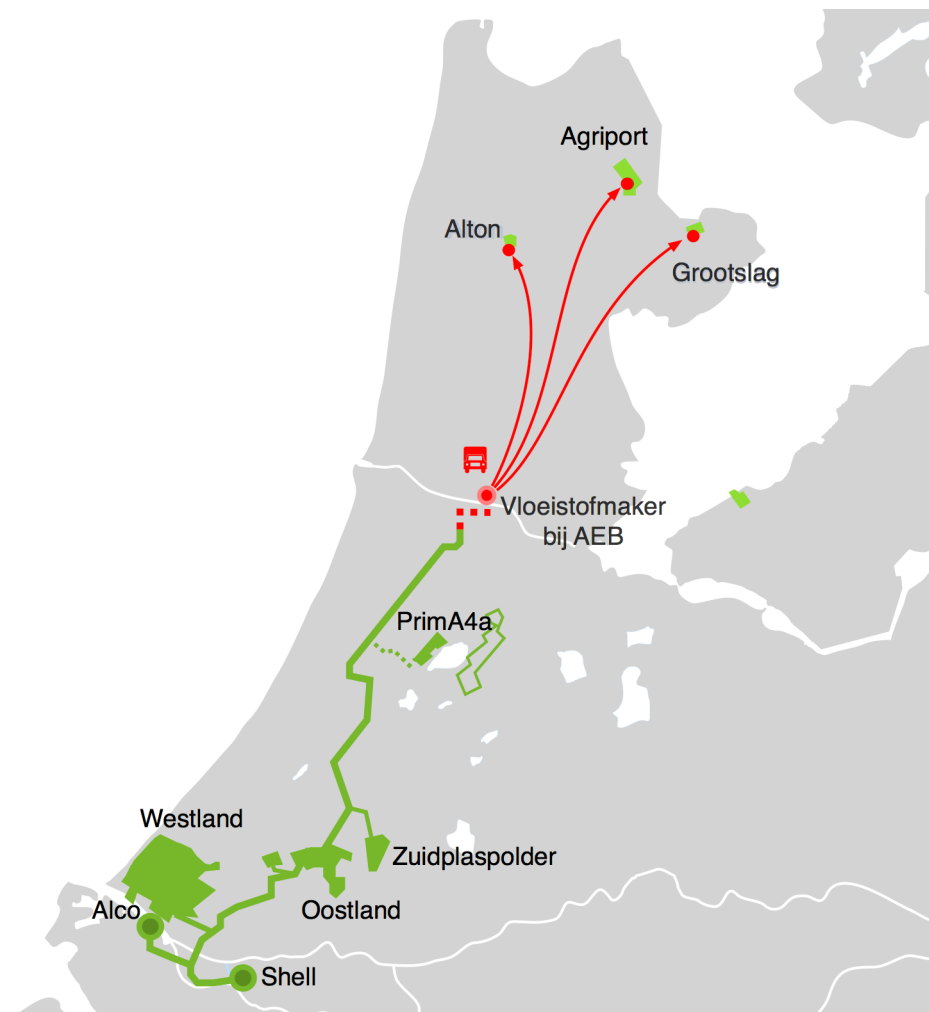 Agriport
Alton
Grootslag
Vloeistofmaker
bij AEB
PrimA4a
Westland
Zuidplaspolder
Alco
Oostland
Shell